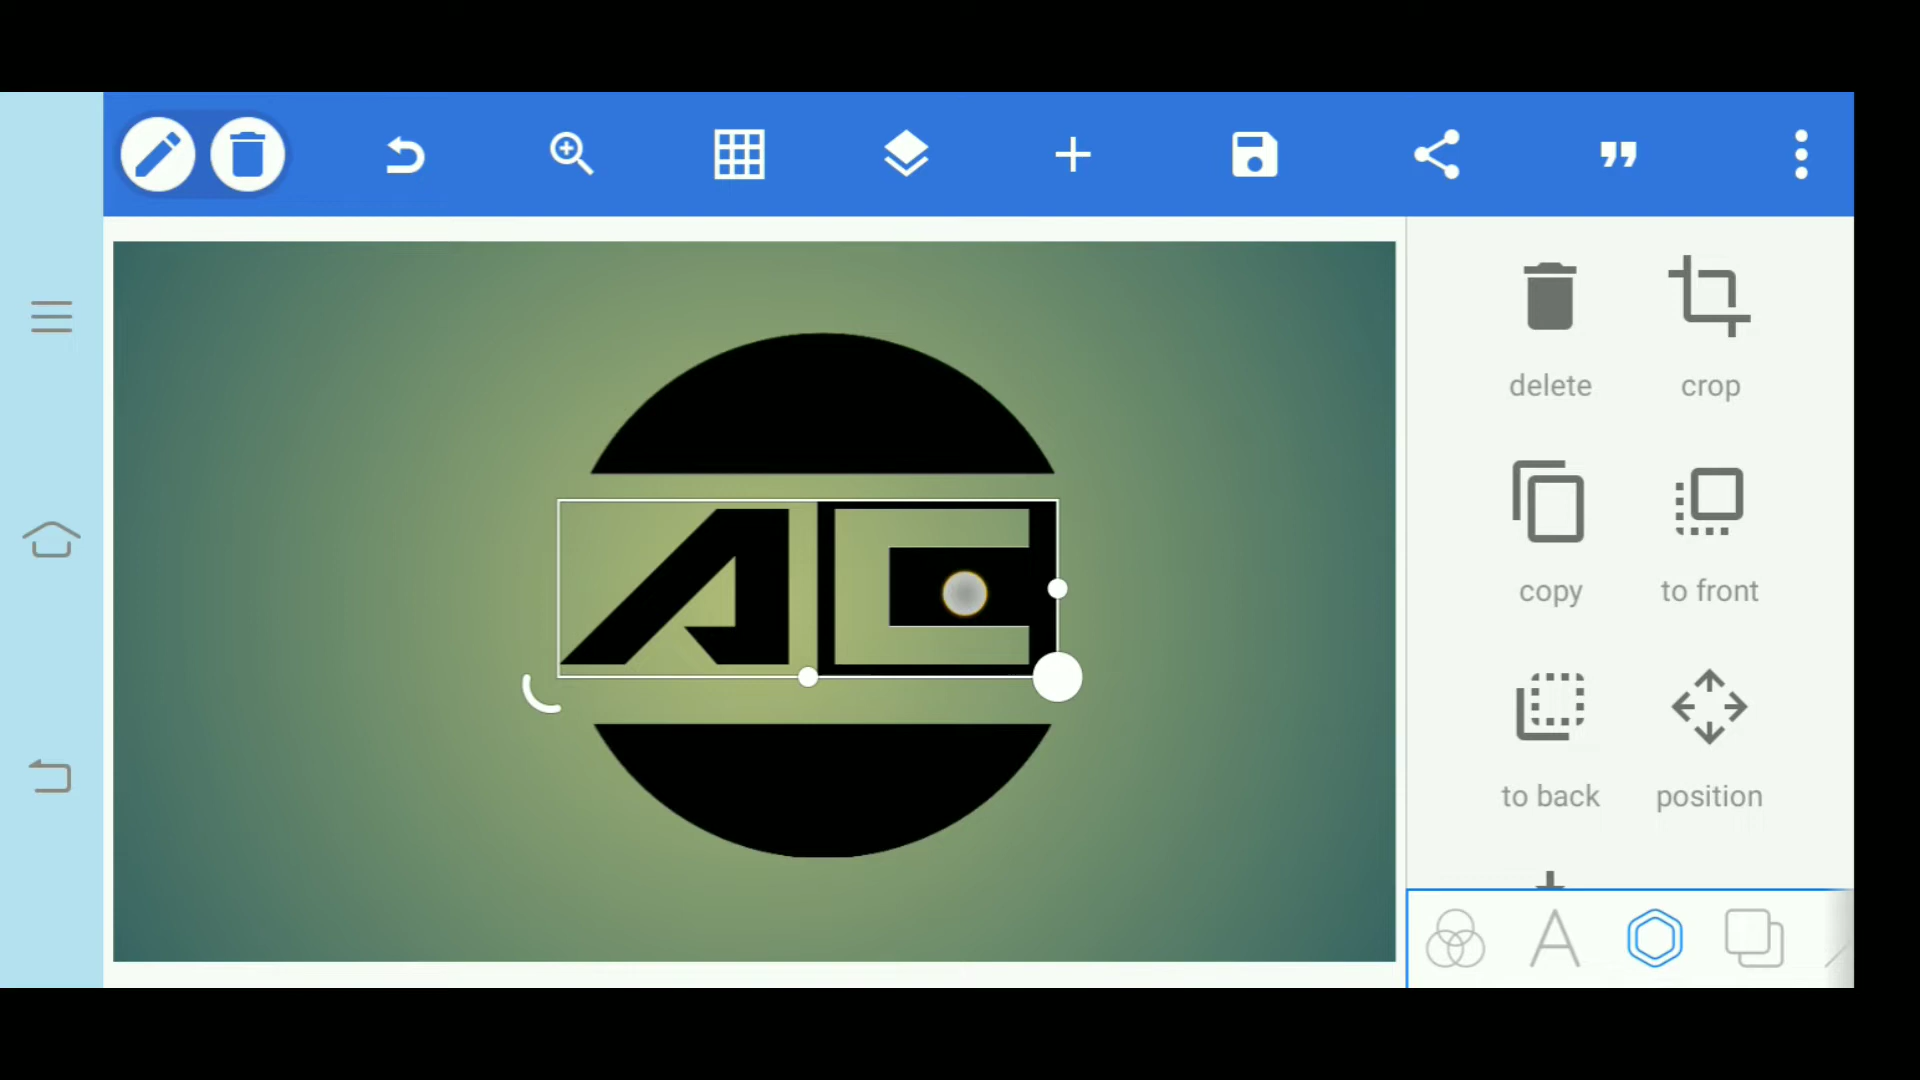 AC
delete
crop
copy
to front
to back
position